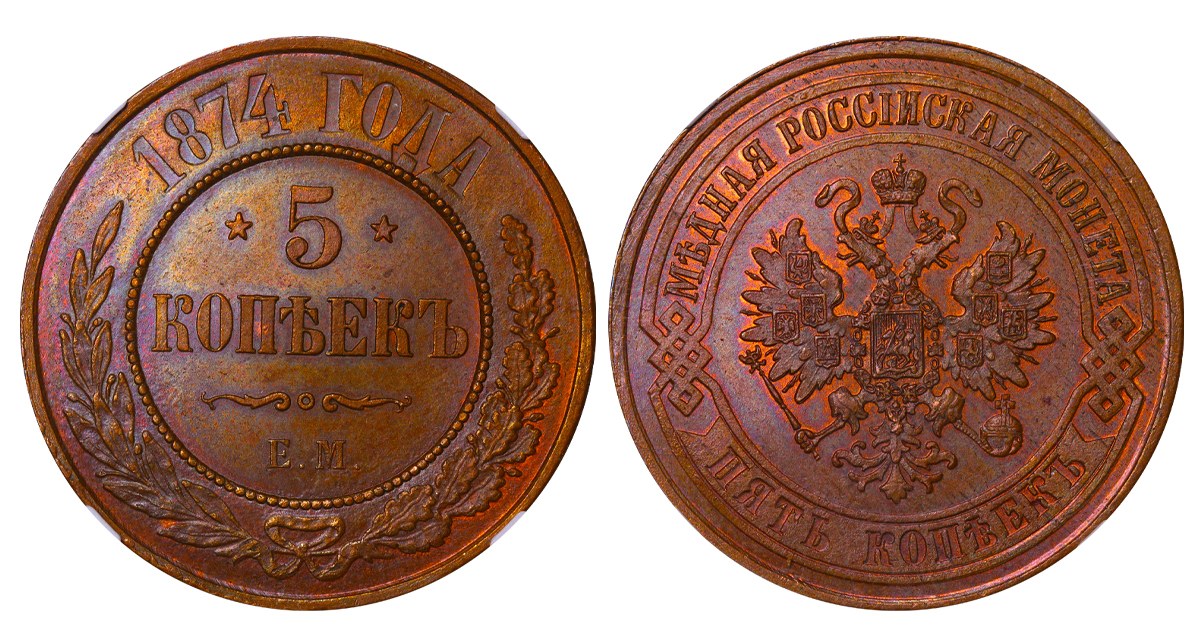 1874 ГОДА
5
КОПѢЕКЪ
Е.М.
МѢДНАЯ РОССІЙСКАЯ МОНЕТА
ПЯТЬ КОПѢЕКЪ